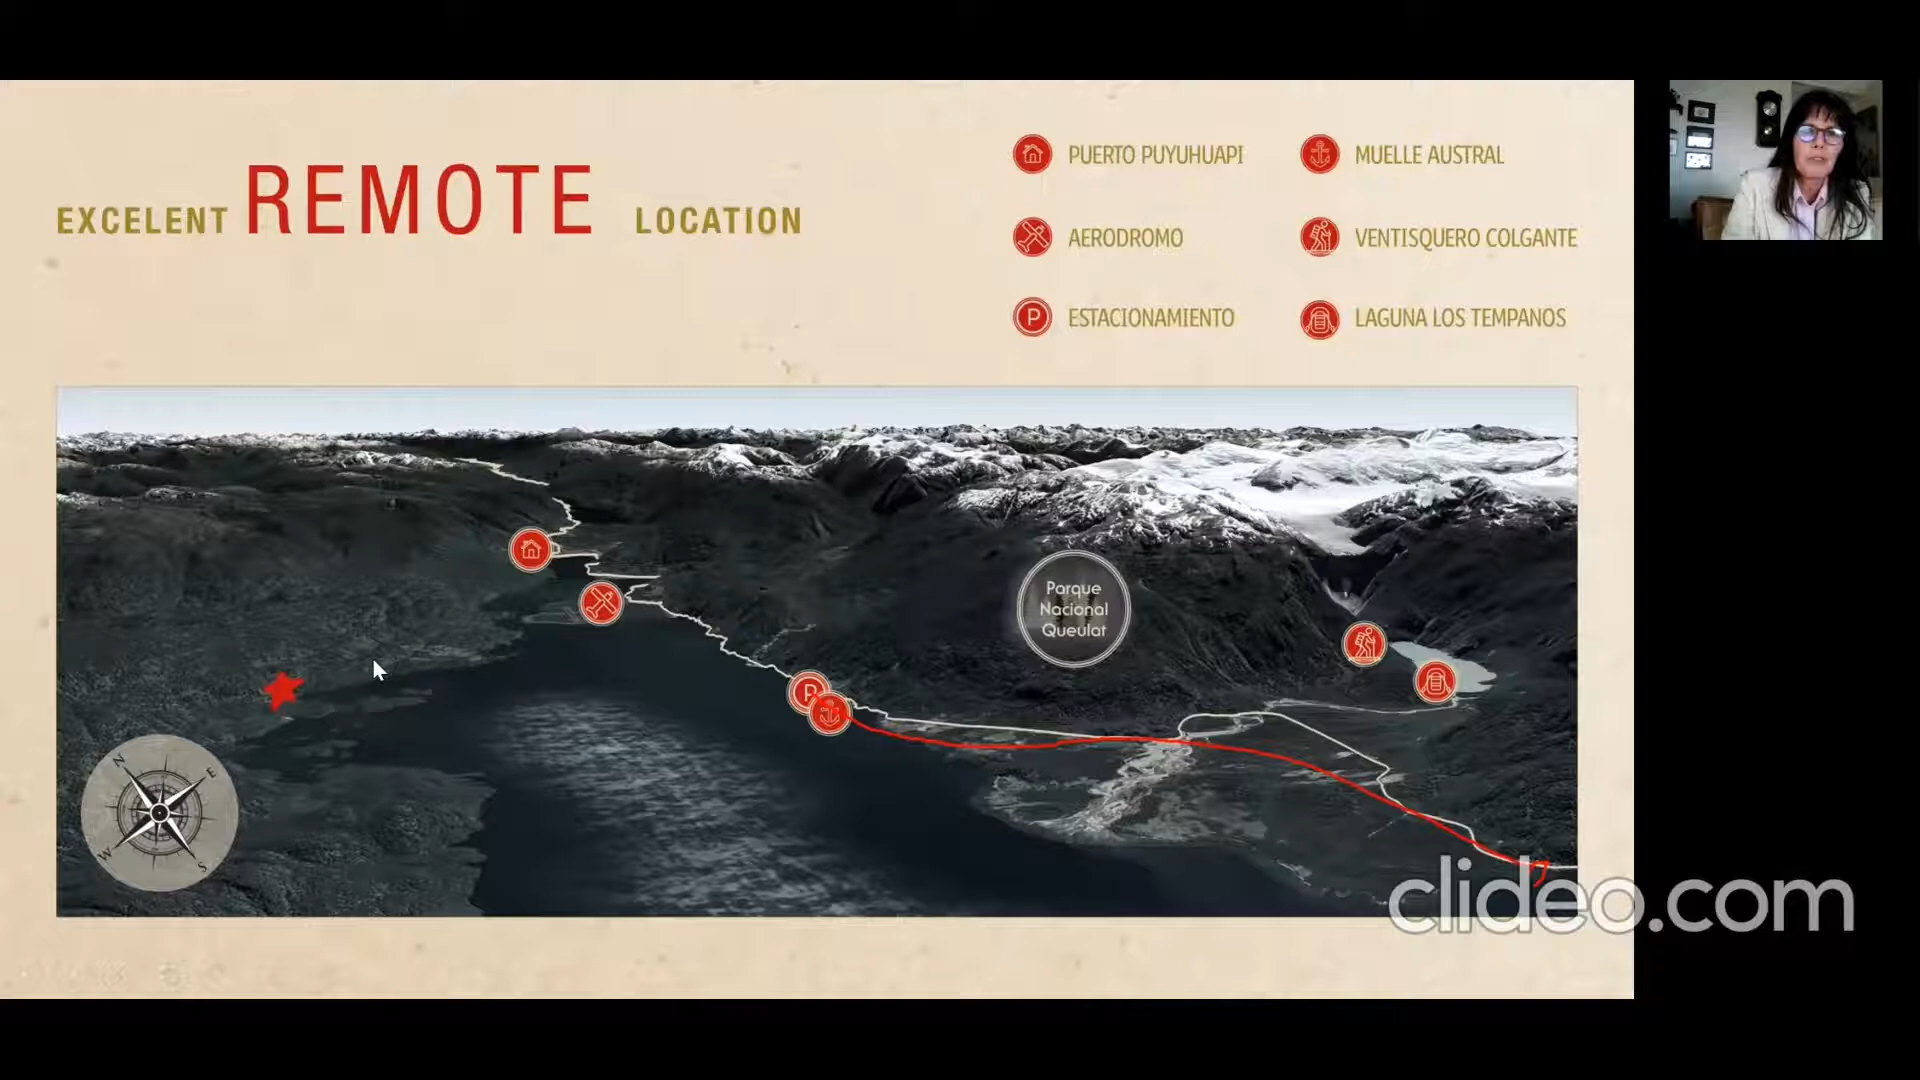 EXCELENT REMOTE LOCATION
PUERTO PUYUHUAPI
MUELLE AUSTRAL
AERODROMO
VENTISQUERO COLGANTE
P ESTACIONAMIENTO
LAGUNA LOS TEMPANOS
Parque
Nacional
Queulat
P
N
E
W
S
clideo.com